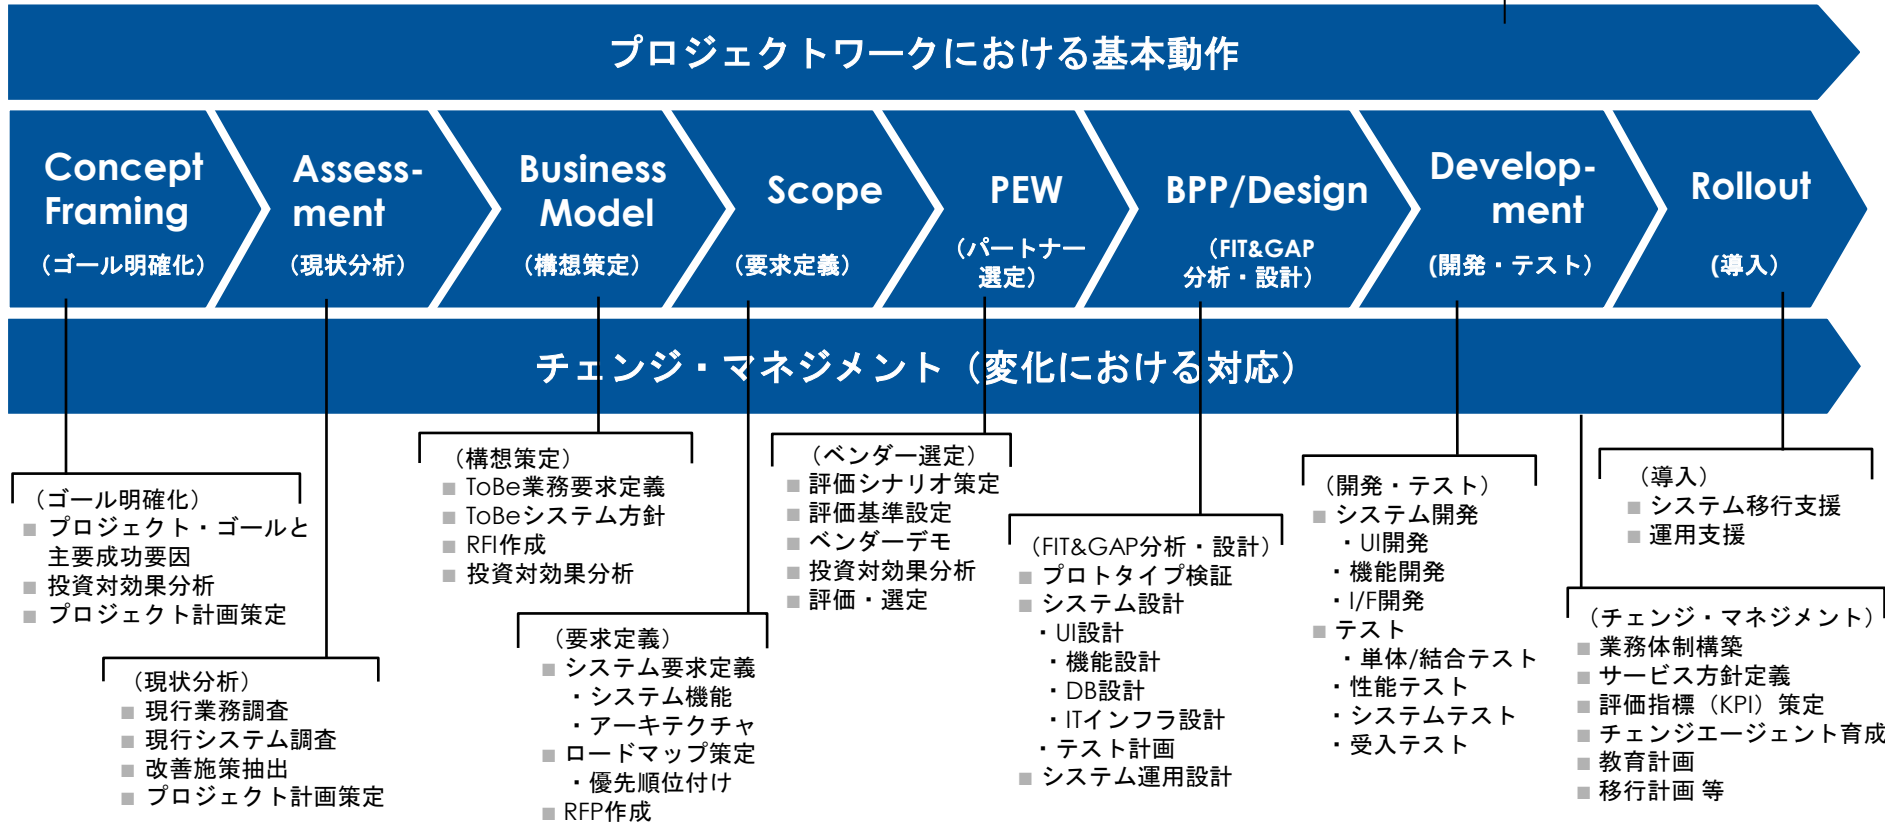 プロジェクトワークにおける基本動作
Concept
Framing
（ゴール明確化）
Assess-
ment
（現状分析）
Business
Model
（構想策定）
Scope
（要求定義）
PEW
（パートナー
選定）
BPP/Design
（FIT&GAP
分析・設計）
Develop-
ment
(開発・テスト）
Rollout
(導入）
チェンジ・マネジメント（変化における対応）
（ゴール明確化）
■ プロジェクト・ゴールと
主要成功要因
■ 投資対効果分析
■ プロジェクト計画策定
（現状分析）
■ 現行業務調査
■ 現行システム調査
■ 改善施策抽出
■ プロジェクト計画策定
（構想策定）
■ ToBe業務要求定義
■ ToBeシステム方針
■ RFI作成
■ 投資対効果分析
（要求定義）
■ システム要求定義
・システム機能
・アーキテクチャ
■ ロードマップ策定
・優先順位付け
■ RFP作成
（ベンダー選定）
■ 評価シナリオ策定
■ 評価基準設定
■ ベンダーデモ
■ 投資対効果分析
■ 評価・選定
（FIT&GAP分析・設計）
■ プロトタイプ検証
■ システム設計
・UI設計
・機能設計
・DB設計
・ITインフラ設計
・テスト計画
■ システム運用設計
（開発・テスト）
■ システム開発
・UI開発
・機能開発
・I/F開発
■ テスト
・単体/結合テスト
・性能テスト
・システムテスト
・受入テスト
（導入）
■ システム移行支援
■ 運用支援
（チェンジ・マネジメント）
■ 業務体制構築
■ サービス方針定義
■ 評価指標（KPI）策定
■ チェンジエージェント育成
■ 教育計画
■ 移行計画 等